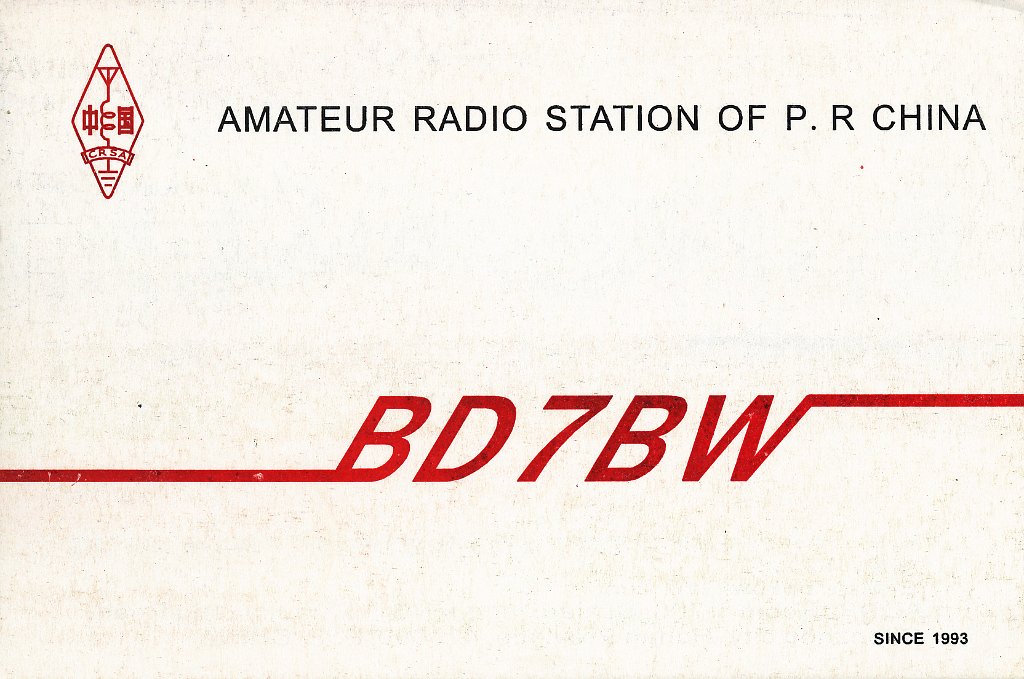 AMATEUR RADIO STATION OF P. R CHINA
中国
CRSA
BD7BW
SINCE 1993